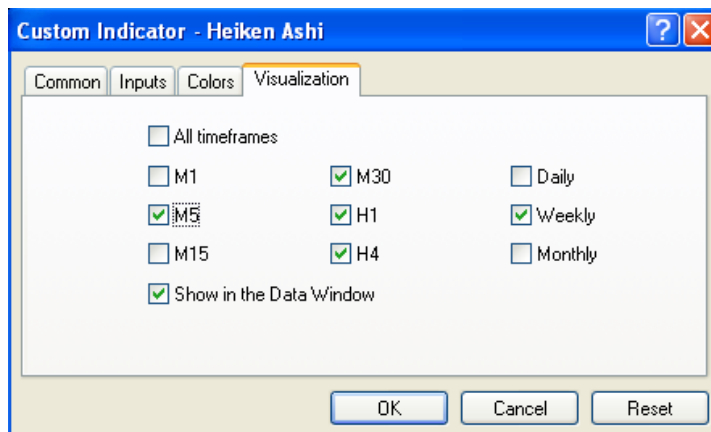 Custom Indicator - Heiken Ashi
Common Inputs Colors Visualization
All timeframes
M1 M30 Daily
M5 H1 Weekly
M15 H4 Monthly
Show in the Data Window
OK Cancel Reset